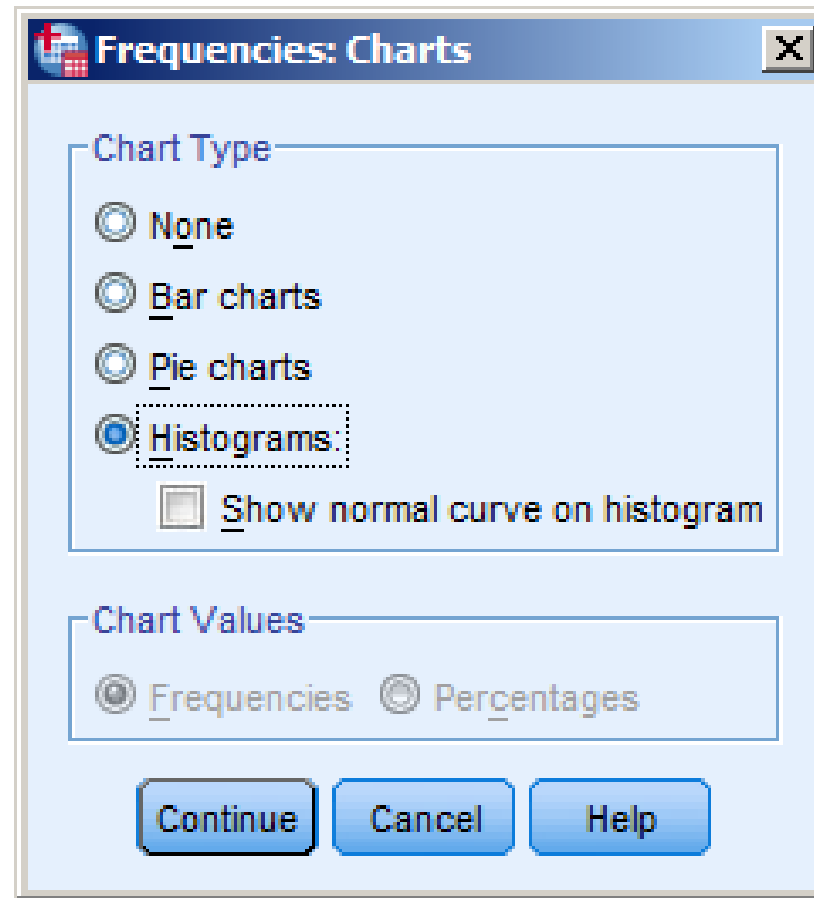 Frequencies: Charts
Chart Type
None
Bar charts
Pie charts
Histograms:
Show normal curve on histogram
Chart Values
Frequencies Percentages
Continue Cancel Help